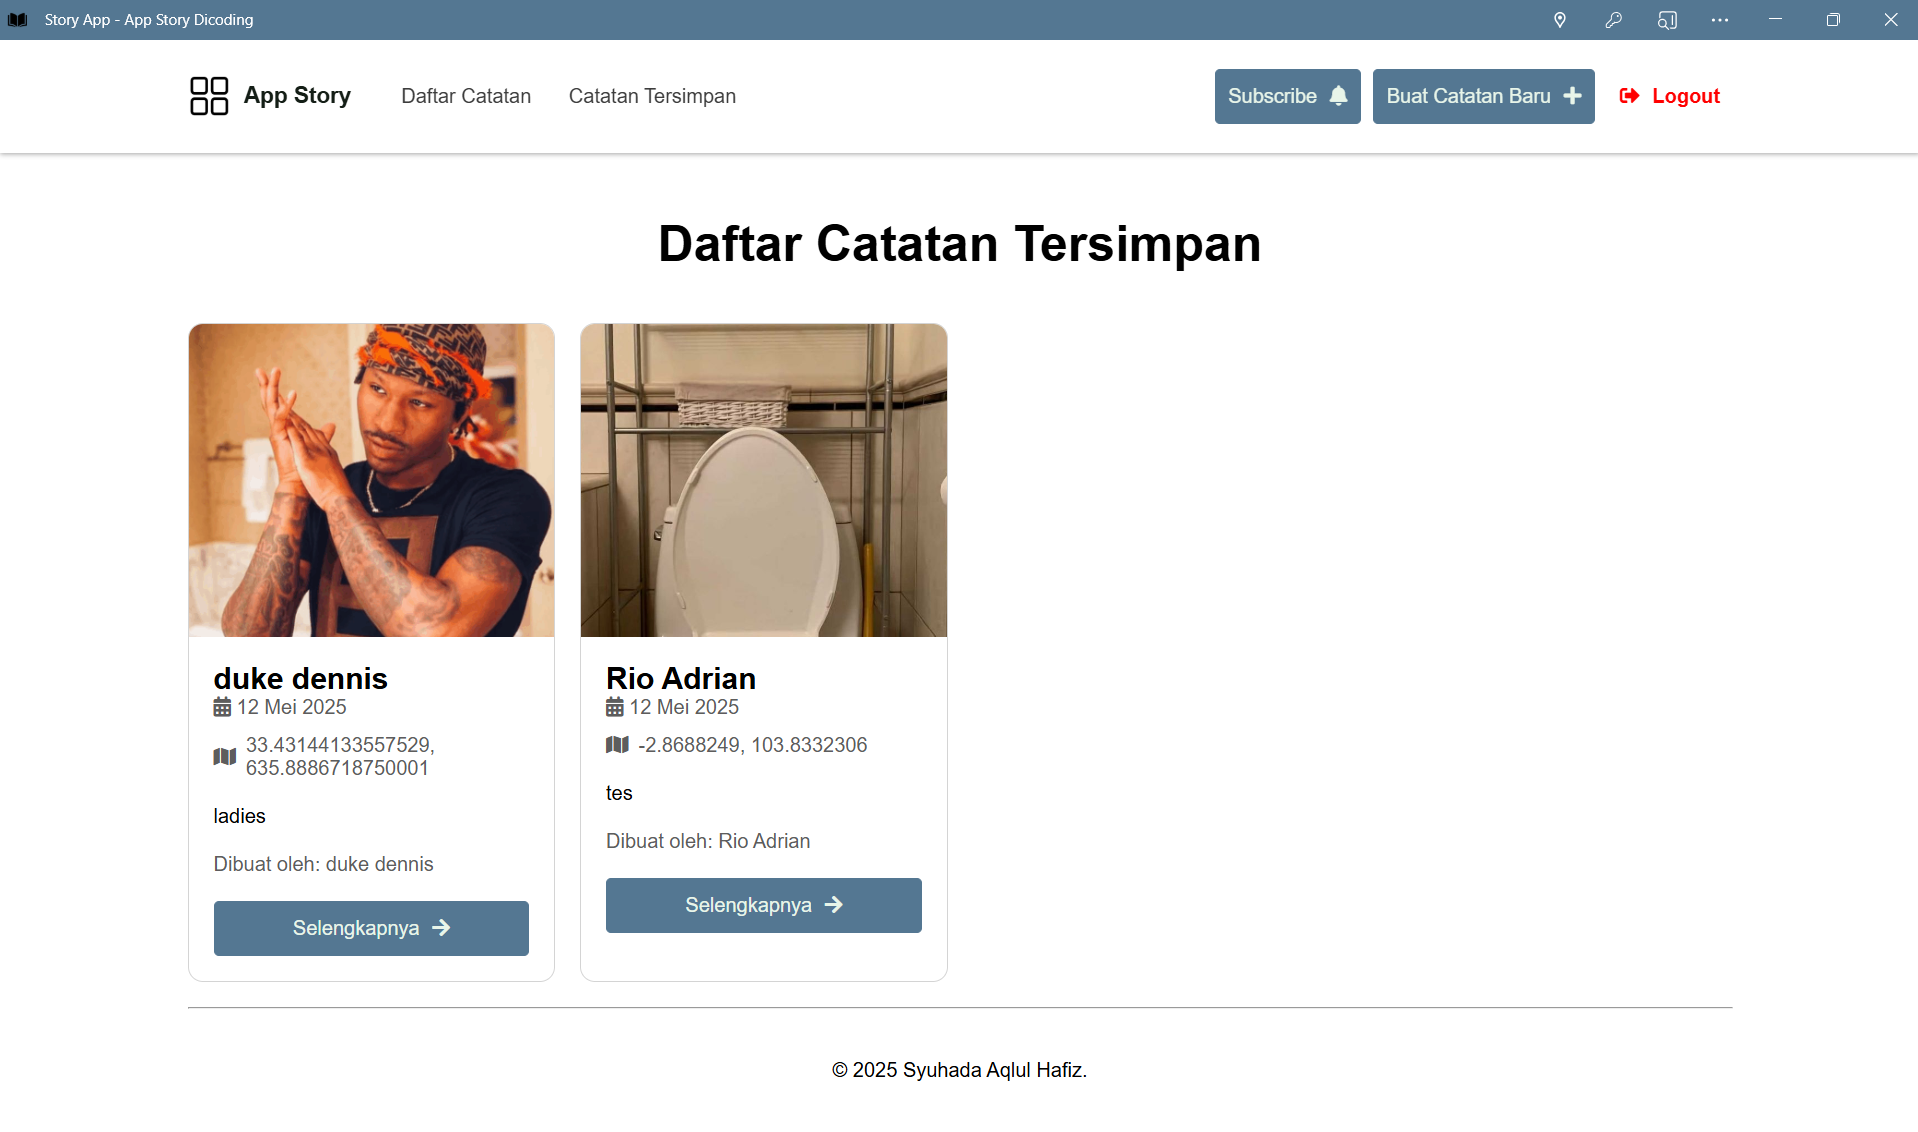 Story App - App Story Dicoding
App Story
Daftar Catatan
Catatan Tersimpan
Subscribe
Buat Catatan Baru
Logout
Daftar Catatan Tersimpan
duke dennis
12 Mei 2025
33.43144133557529,
635.8886718750001
ladies
Dibuat oleh: duke dennis
Selengkapnya
Rio Adrian
12 Mei 2025
-2.8688249, 103.8332306
tes
Dibuat oleh: Rio Adrian
Selengkapnya
© 2025 Syuhada Aqlul Hafiz.